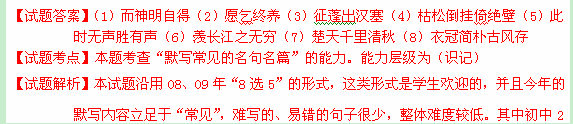 【试题答案】（1）而神明自得（2）愿乞终养（3）征蓬出汉塞（4）枯松倒挂倚绝壁（5）此
时无声胜有声（6）羡长江之无穷（7）楚天千里清秋（8）衣冠简朴古风存
【试题考点】本题考查“默写常见的名句名篇”的能力。能力层级为（识记）
【试题解析】本试题沿用08、09年“8选5”的形式，这类形式是学生欢迎的，并且今年的
默写内容立足于“常见”，难写的、易错的句子很少，整体难度较低。其中初中2